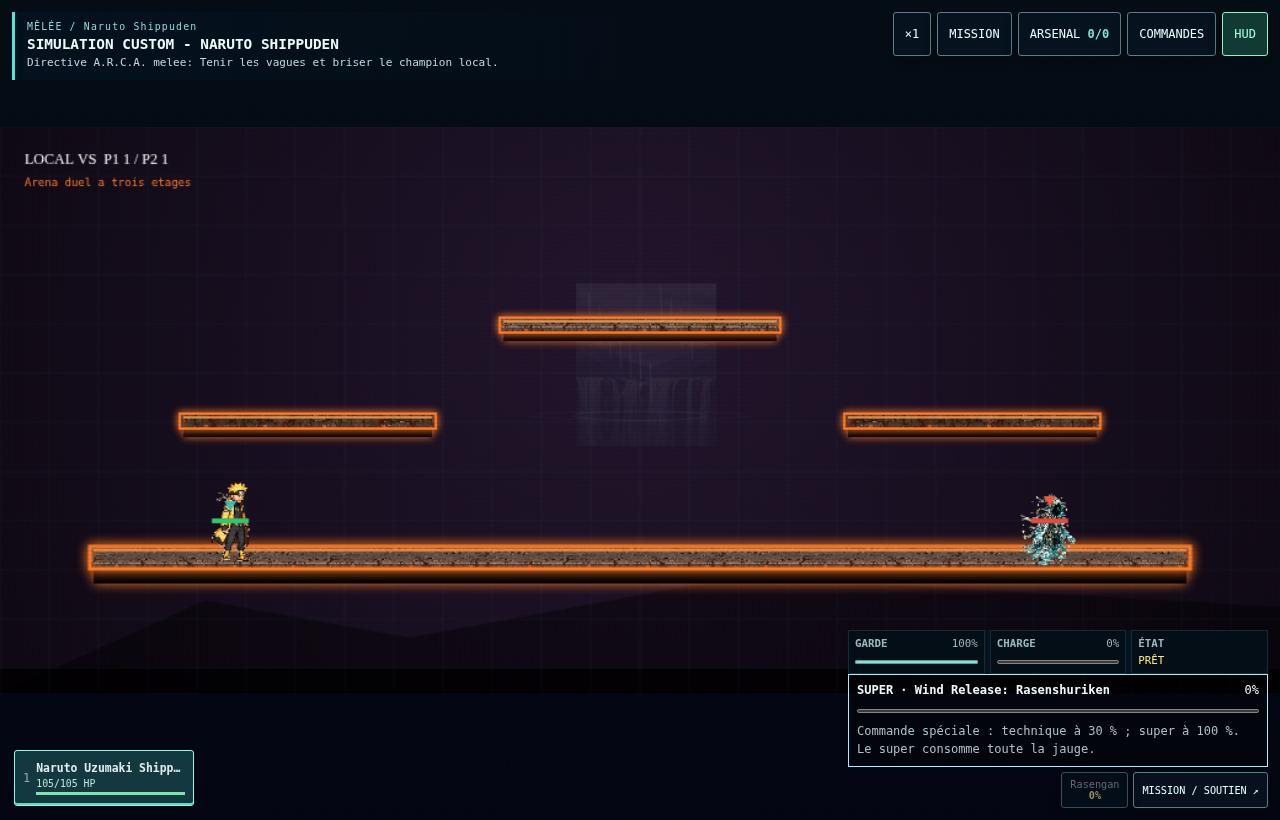 MÊLÉE / Naruto Shippuden
SIMULATION CUSTOM - NARUTO SHIPPUDEN
Directive A.R.C.A. melee: Tenir les vagues et briser le champion local.
×1
MISSION
ARSENAL 0/0
COMMANDES
HUD
LOCAL VS P1 1 / P2 1
Arena duel a trois etages
GARDE 100%
CHARGE 0%
ÉTAT
PRÊT
SUPER · Wind Release: Rasenshuriken 0%
Commande spéciale : technique à 30 % ; super à 100 %.
Le super consomme toute la jauge.
1
Naruto Uzumaki Shipp…
105/105 HP
Rasengan
0%
MISSION / SOUTIEN ↗